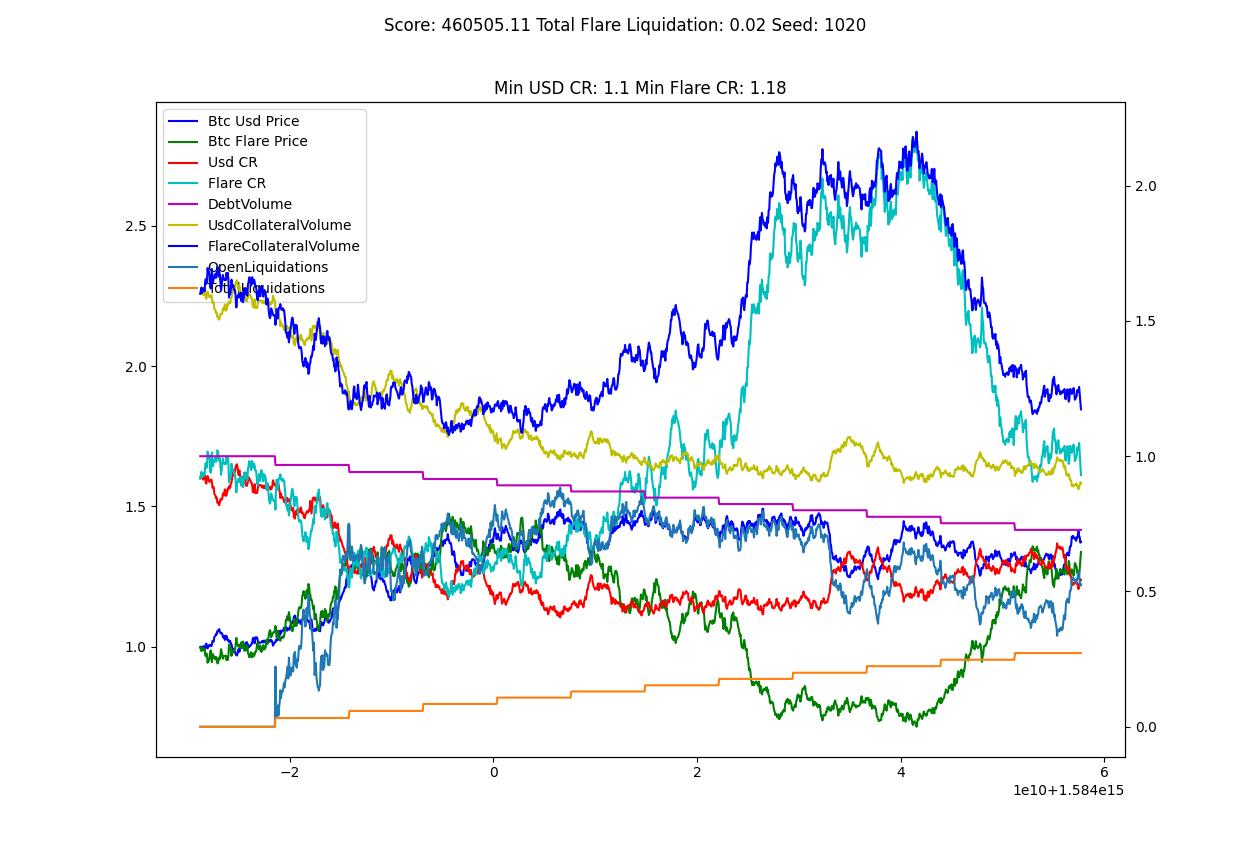 Score: 460505.11 Total Flare Liquidation: 0.02 Seed: 1020
Min USD CR: 1.1 Min Flare CR: 1.18
Btc Usd Price
Btc Flare Price
Usd CR
Flare CR
DebtVolume
UsdCollateralVolume
FlareCollateralVolume
OpenLiquidations
2.5
2.0
1.5
1.0
2.0
1.5
1.0
0.5
0.0
−2
0
2
4
6
1e10+1.584e15